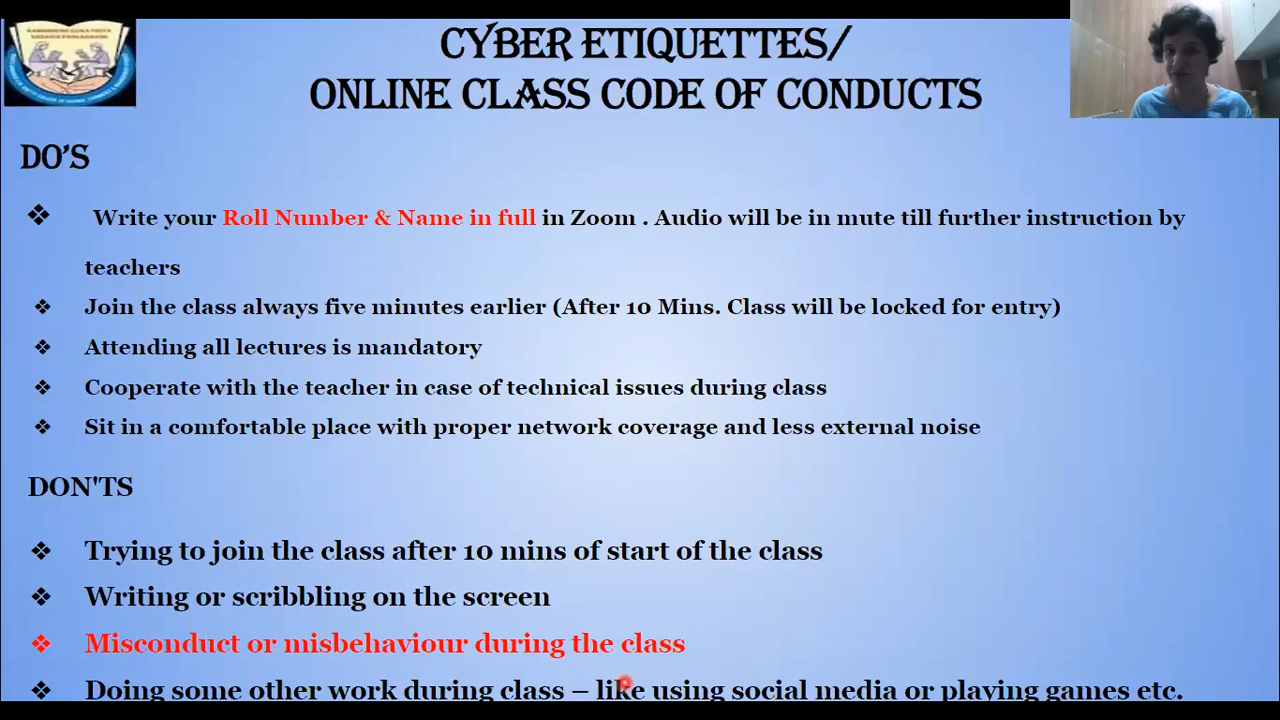 CYBER ETIQUETTES/
ONLINE CLASS CODE OF CONDUCTS
DO’S
❖ Write your Roll Number & Name in full in Zoom . Audio will be in mute till further instruction by
teachers
❖ Join the class always five minutes earlier (After 10 Mins. Class will be locked for entry)
❖ Attending all lectures is mandatory
❖ Cooperate with the teacher in case of technical issues during class
❖ Sit in a comfortable place with proper network coverage and less external noise
DON'TS
❖ Trying to join the class after 10 mins of start of the class
❖ Writing or scribbling on the screen
❖ Misconduct or misbehaviour during the class
❖ Doing some other work during class – like using social media or playing games etc.